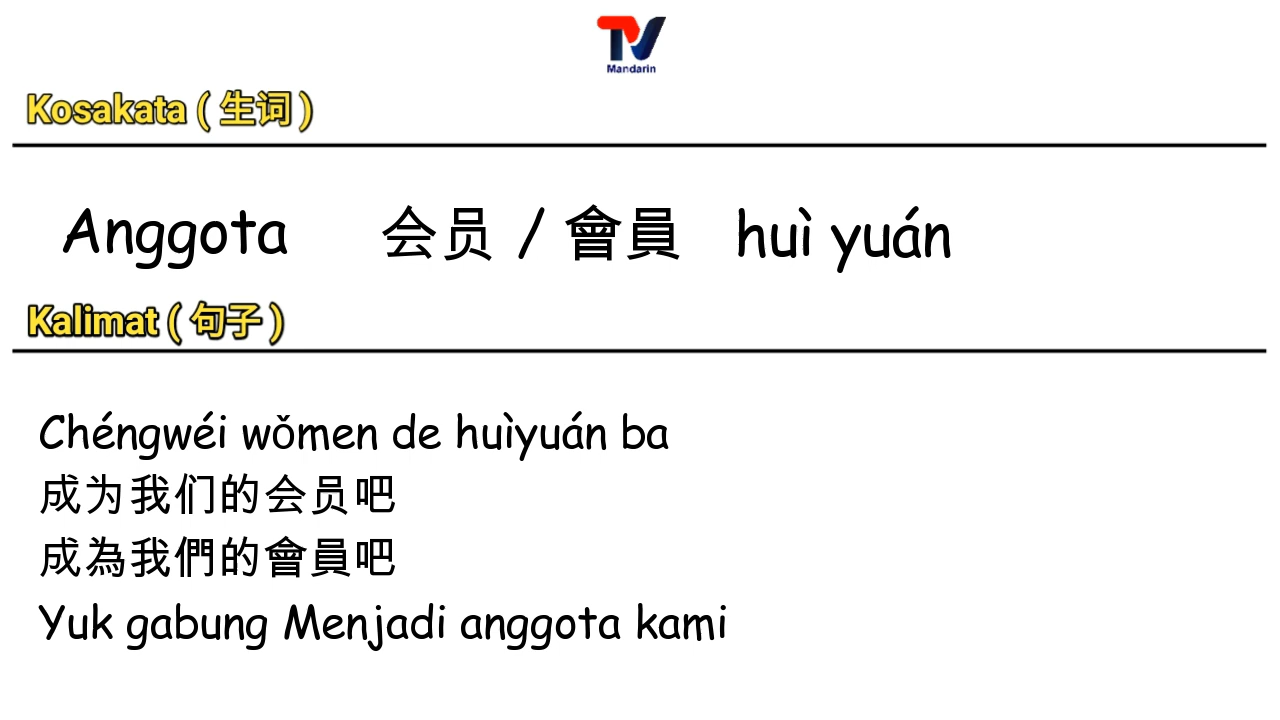 TV
Mandarin
Kosakata ( 生词 )
Anggota 会员 / 會員 huì yuán
Kalimat ( 句子 )
Chéngwéi wǒmen de huìyuán ba
成为我们的会员吧
成為我們的會員吧
Yuk gabung Menjadi anggota kami